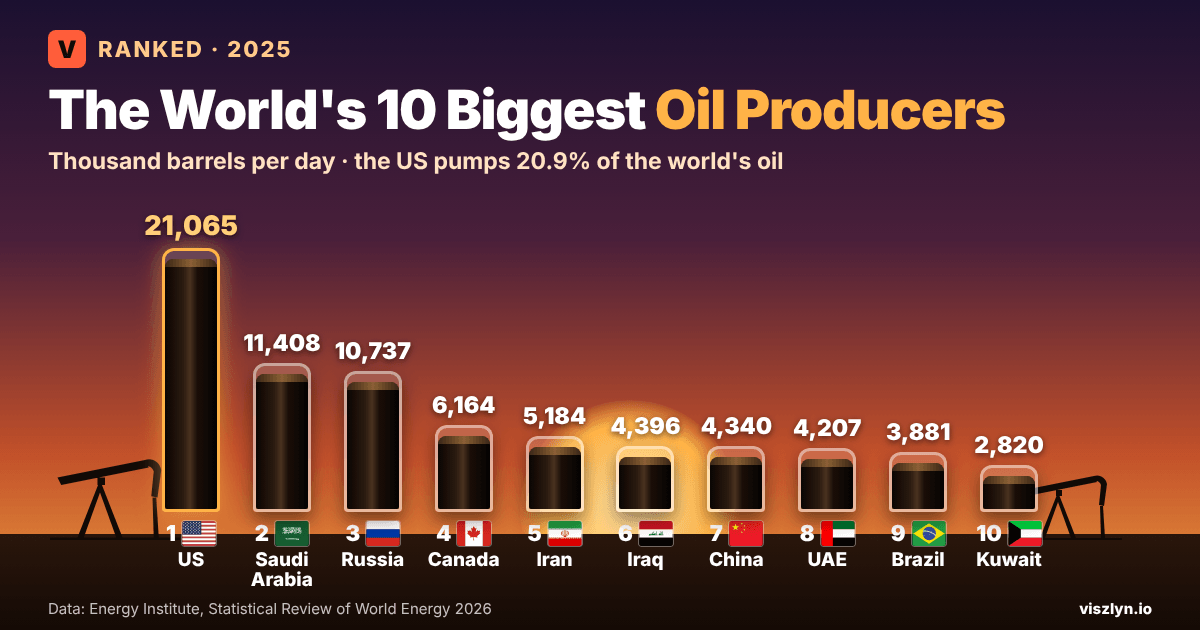 V RANKED · 2025
The World's 10 Biggest Oil Producers
Thousand barrels per day · the US pumps 20.9% of the world's oil
21,065
11,408
10,737
6,164
5,184
4,396
4,340
4,207
3,881
2,820
1 US
2 Saudi
Arabia
3 Russia
4 Canada
5 Iran
6 Iraq
7 China
8 UAE
9 Brazil
10 Kuwait
Data: Energy Institute, Statistical Review of World Energy 2026
viszlyn.io